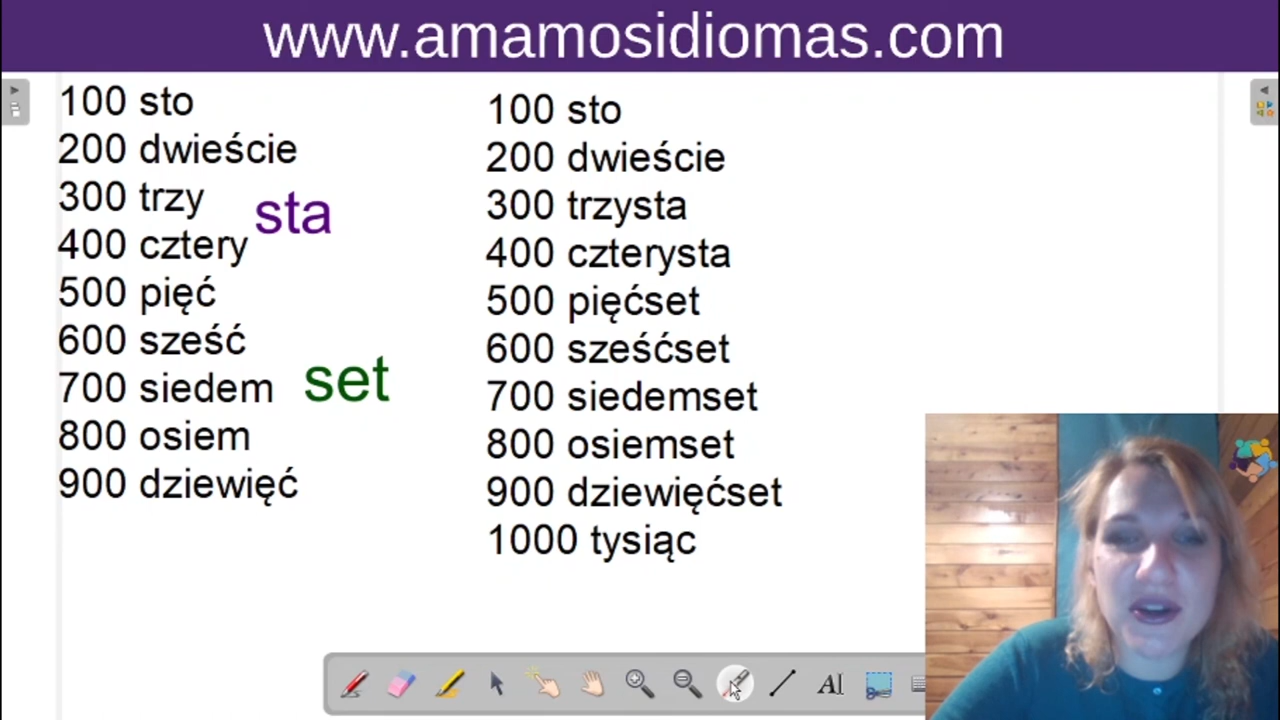 www.amamosidiomas.com
100 sto
200 dwieście
300 trzy
sta
400 cztery
500 pięć
600 sześć
set
700 siedem
800 osiem
900 dziewięć
100 sto
200 dwieście
300 trzysta
400 czterysta
500 pięćset
600 sześćset
700 siedemset
800 osiemset
900 dziewięćset
1000 tysiąc
AI